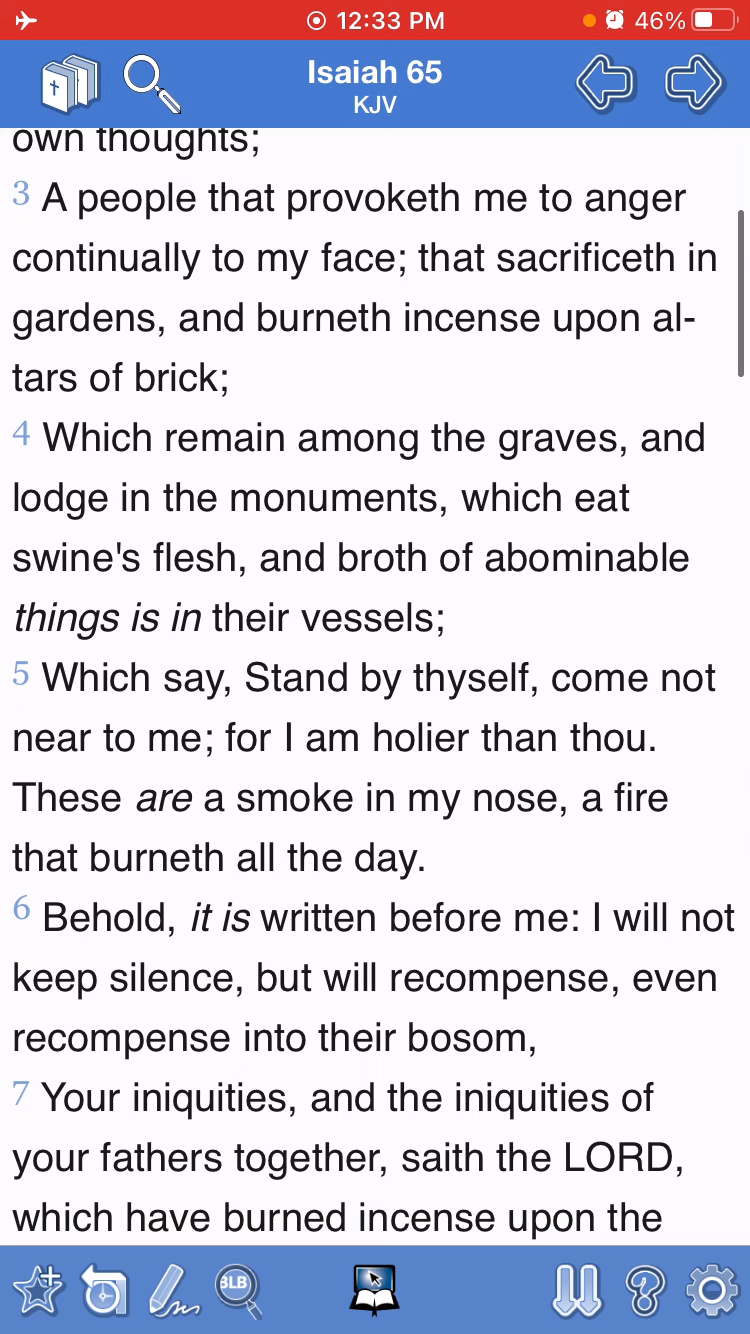 12:33 PM
46%
Isaiah 65
KJV
own thoughts;
3 A people that provoketh me to anger
continually to my face; that sacrificeth in
gardens, and burneth incense upon al-
tars of brick;
4 Which remain among the graves, and
lodge in the monuments, which eat
swine's flesh, and broth of abominable
things is in their vessels;
5 Which say, Stand by thyself, come not
near to me; for I am holier than thou.
These are a smoke in my nose, a fire
that burneth all the day.
6 Behold, it is written before me: I will not
keep silence, but will recompense, even
recompense into their bosom,
7 Your iniquities, and the iniquities of
your fathers together, saith the LORD,
which have burned incense upon the
BLB